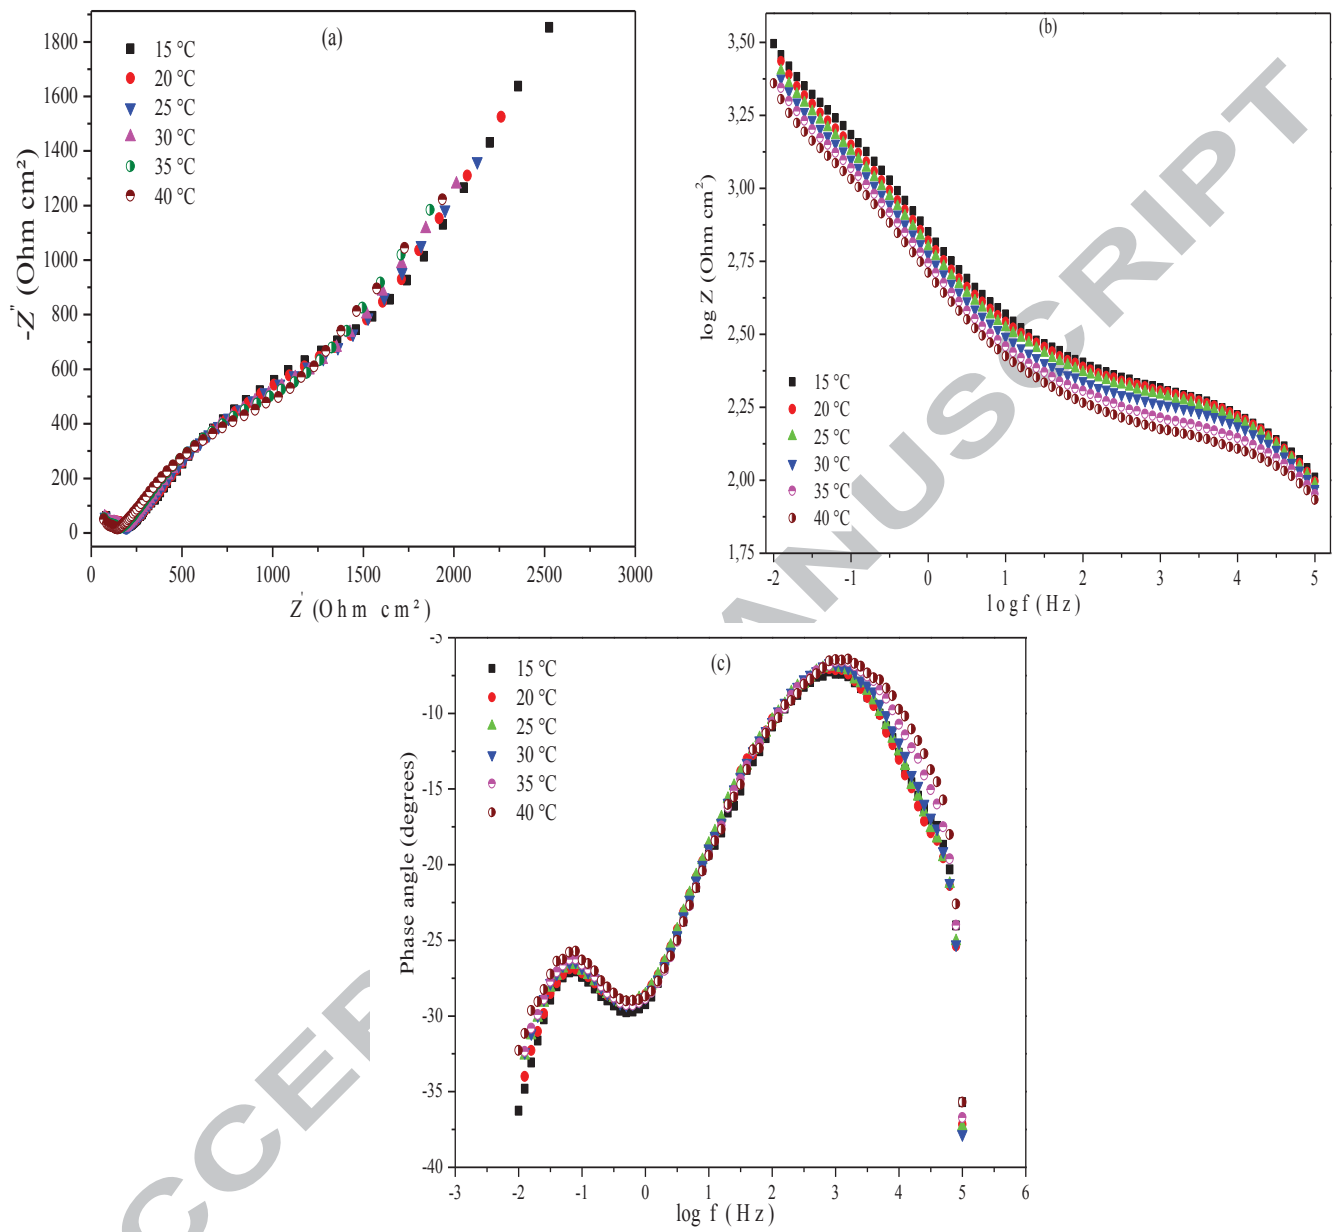 (a)
15 °C
20 °C
25 °C
30 °C
35 °C
40 °C
1800
1600
1400
1200
1000
800
600
400
200
0
-Z" (Ohm cm²)
0 500 1000 1500 2000 2500 3000
Z' (Ohm cm²)
(b)
3,50
3,25
3,00
2,75
2,50
2,25
2,00
1,75
log Z (Ohm cm²)
15 °C
20 °C
25 °C
30 °C
35 °C
40 °C
-2 -1 0 1 2 3 4 5
log f (Hz)
(c)
15 °C
20 °C
25 °C
30 °C
35 °C
40 °C
-5
-10
-15
-20
-25
-30
-35
-40
Phase angle (degrees)
-3 -2 -1 0 1 2 3 4 5 6
log f (Hz)
CCEP
ANUSCRIPT